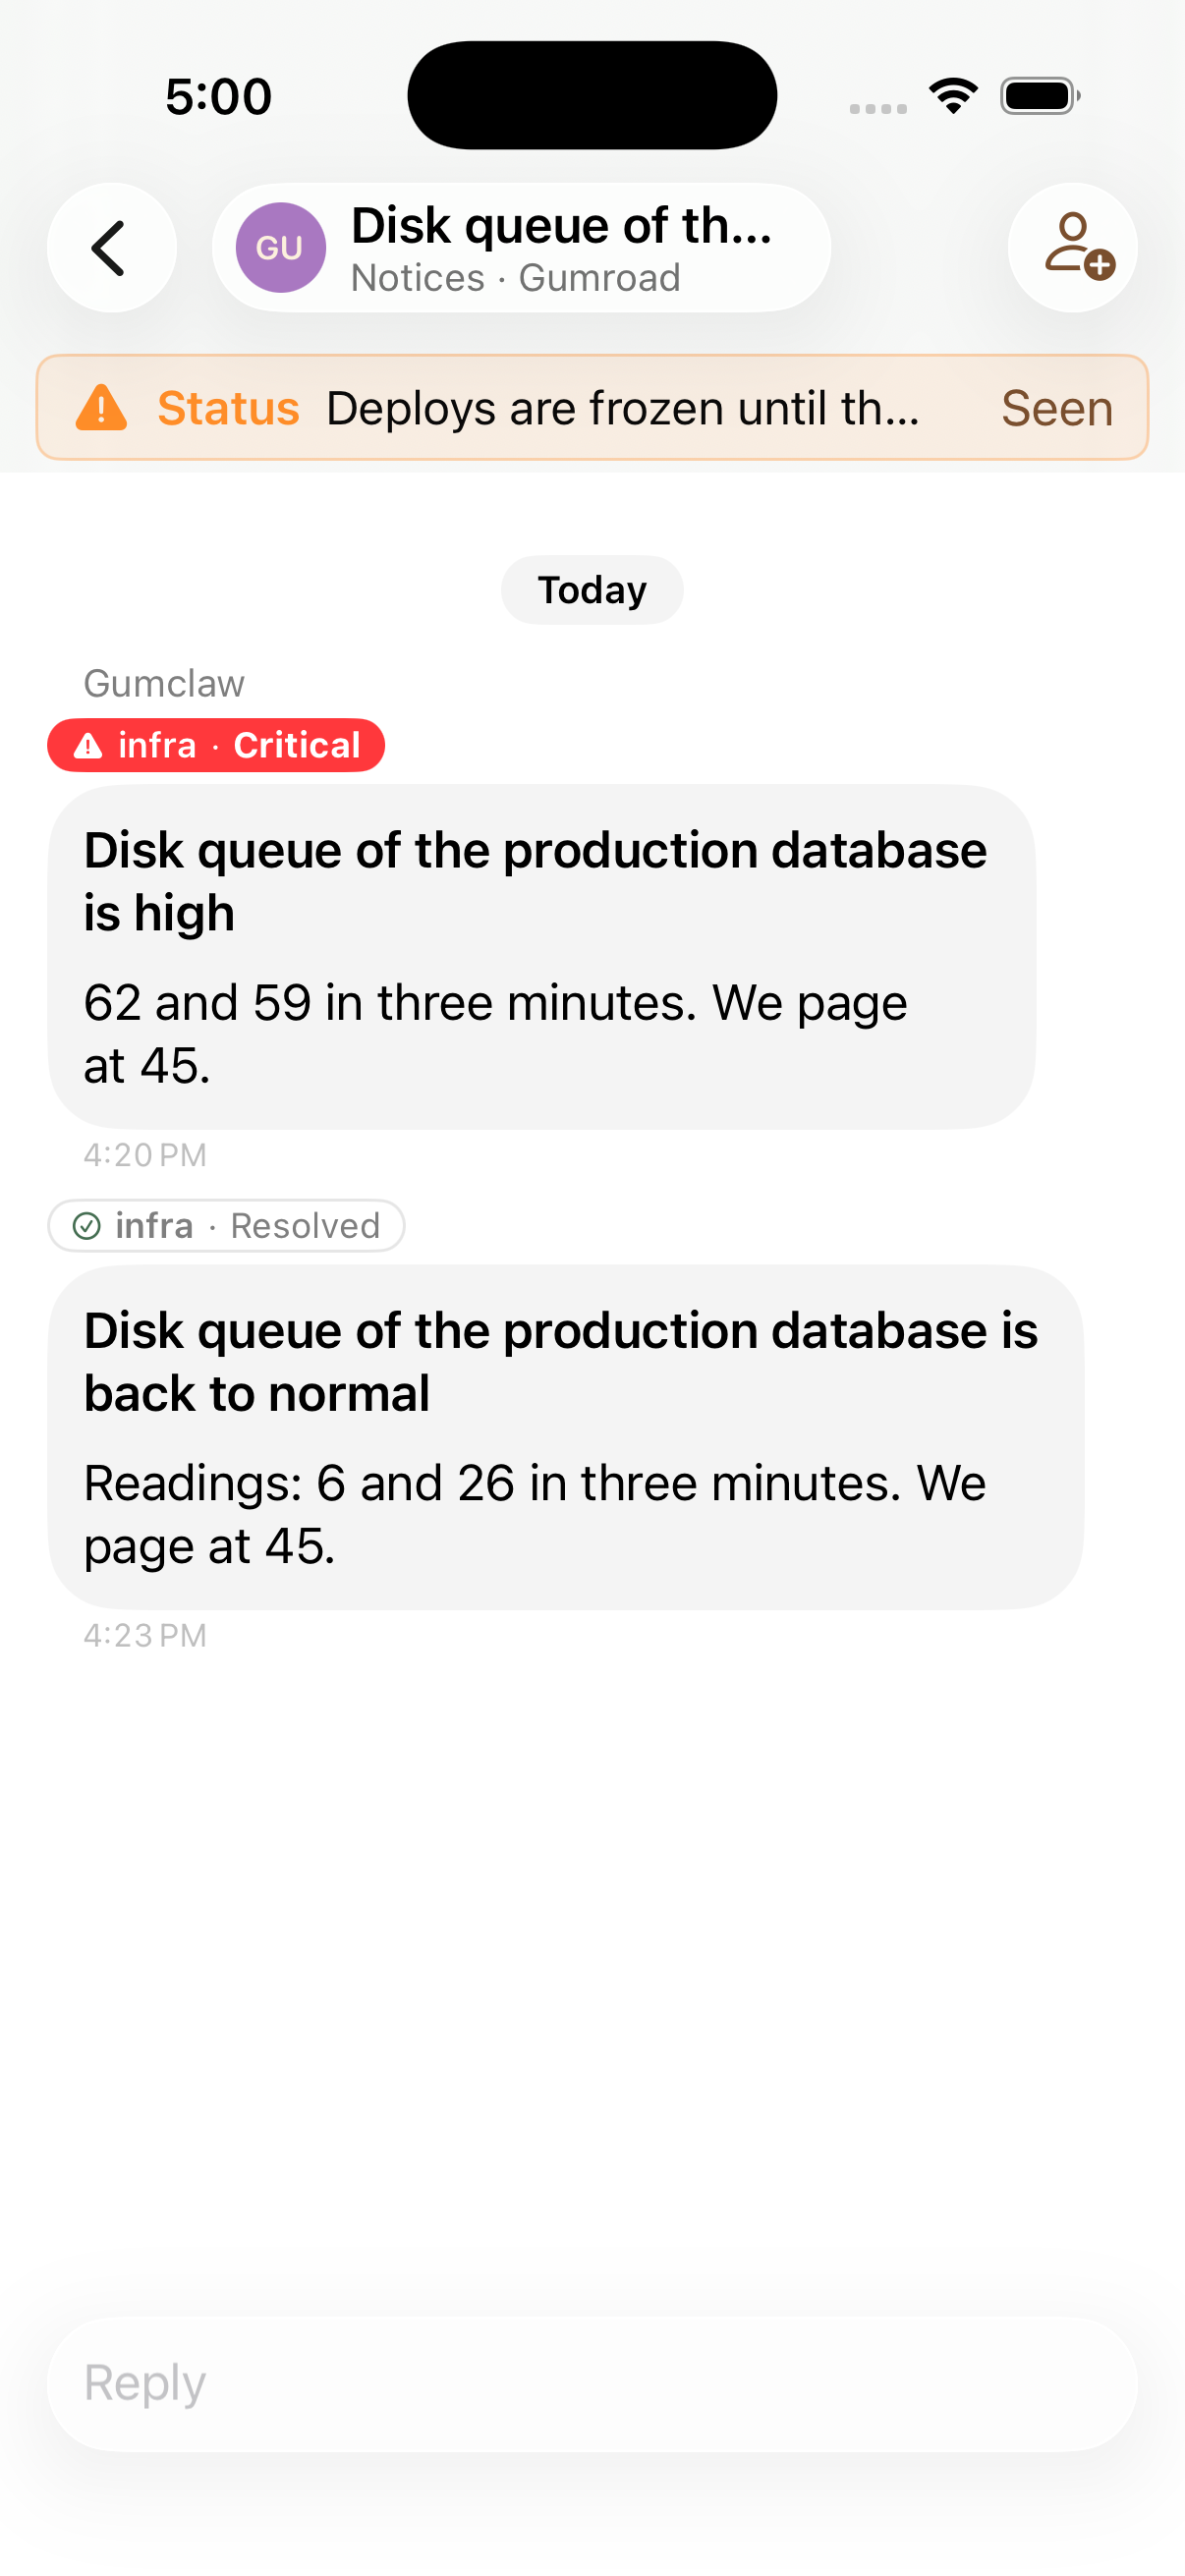 5:00
GU
Disk queue of th...
Notices · Gumroad
Status Deploys are frozen until th... Seen
Today
Gumclaw
infra · Critical
Disk queue of the production database
is high
62 and 59 in three minutes. We page
at 45.
4:20 PM
infra · Resolved
Disk queue of the production database is
back to normal
Readings: 6 and 26 in three minutes. We
page at 45.
4:23 PM
Reply